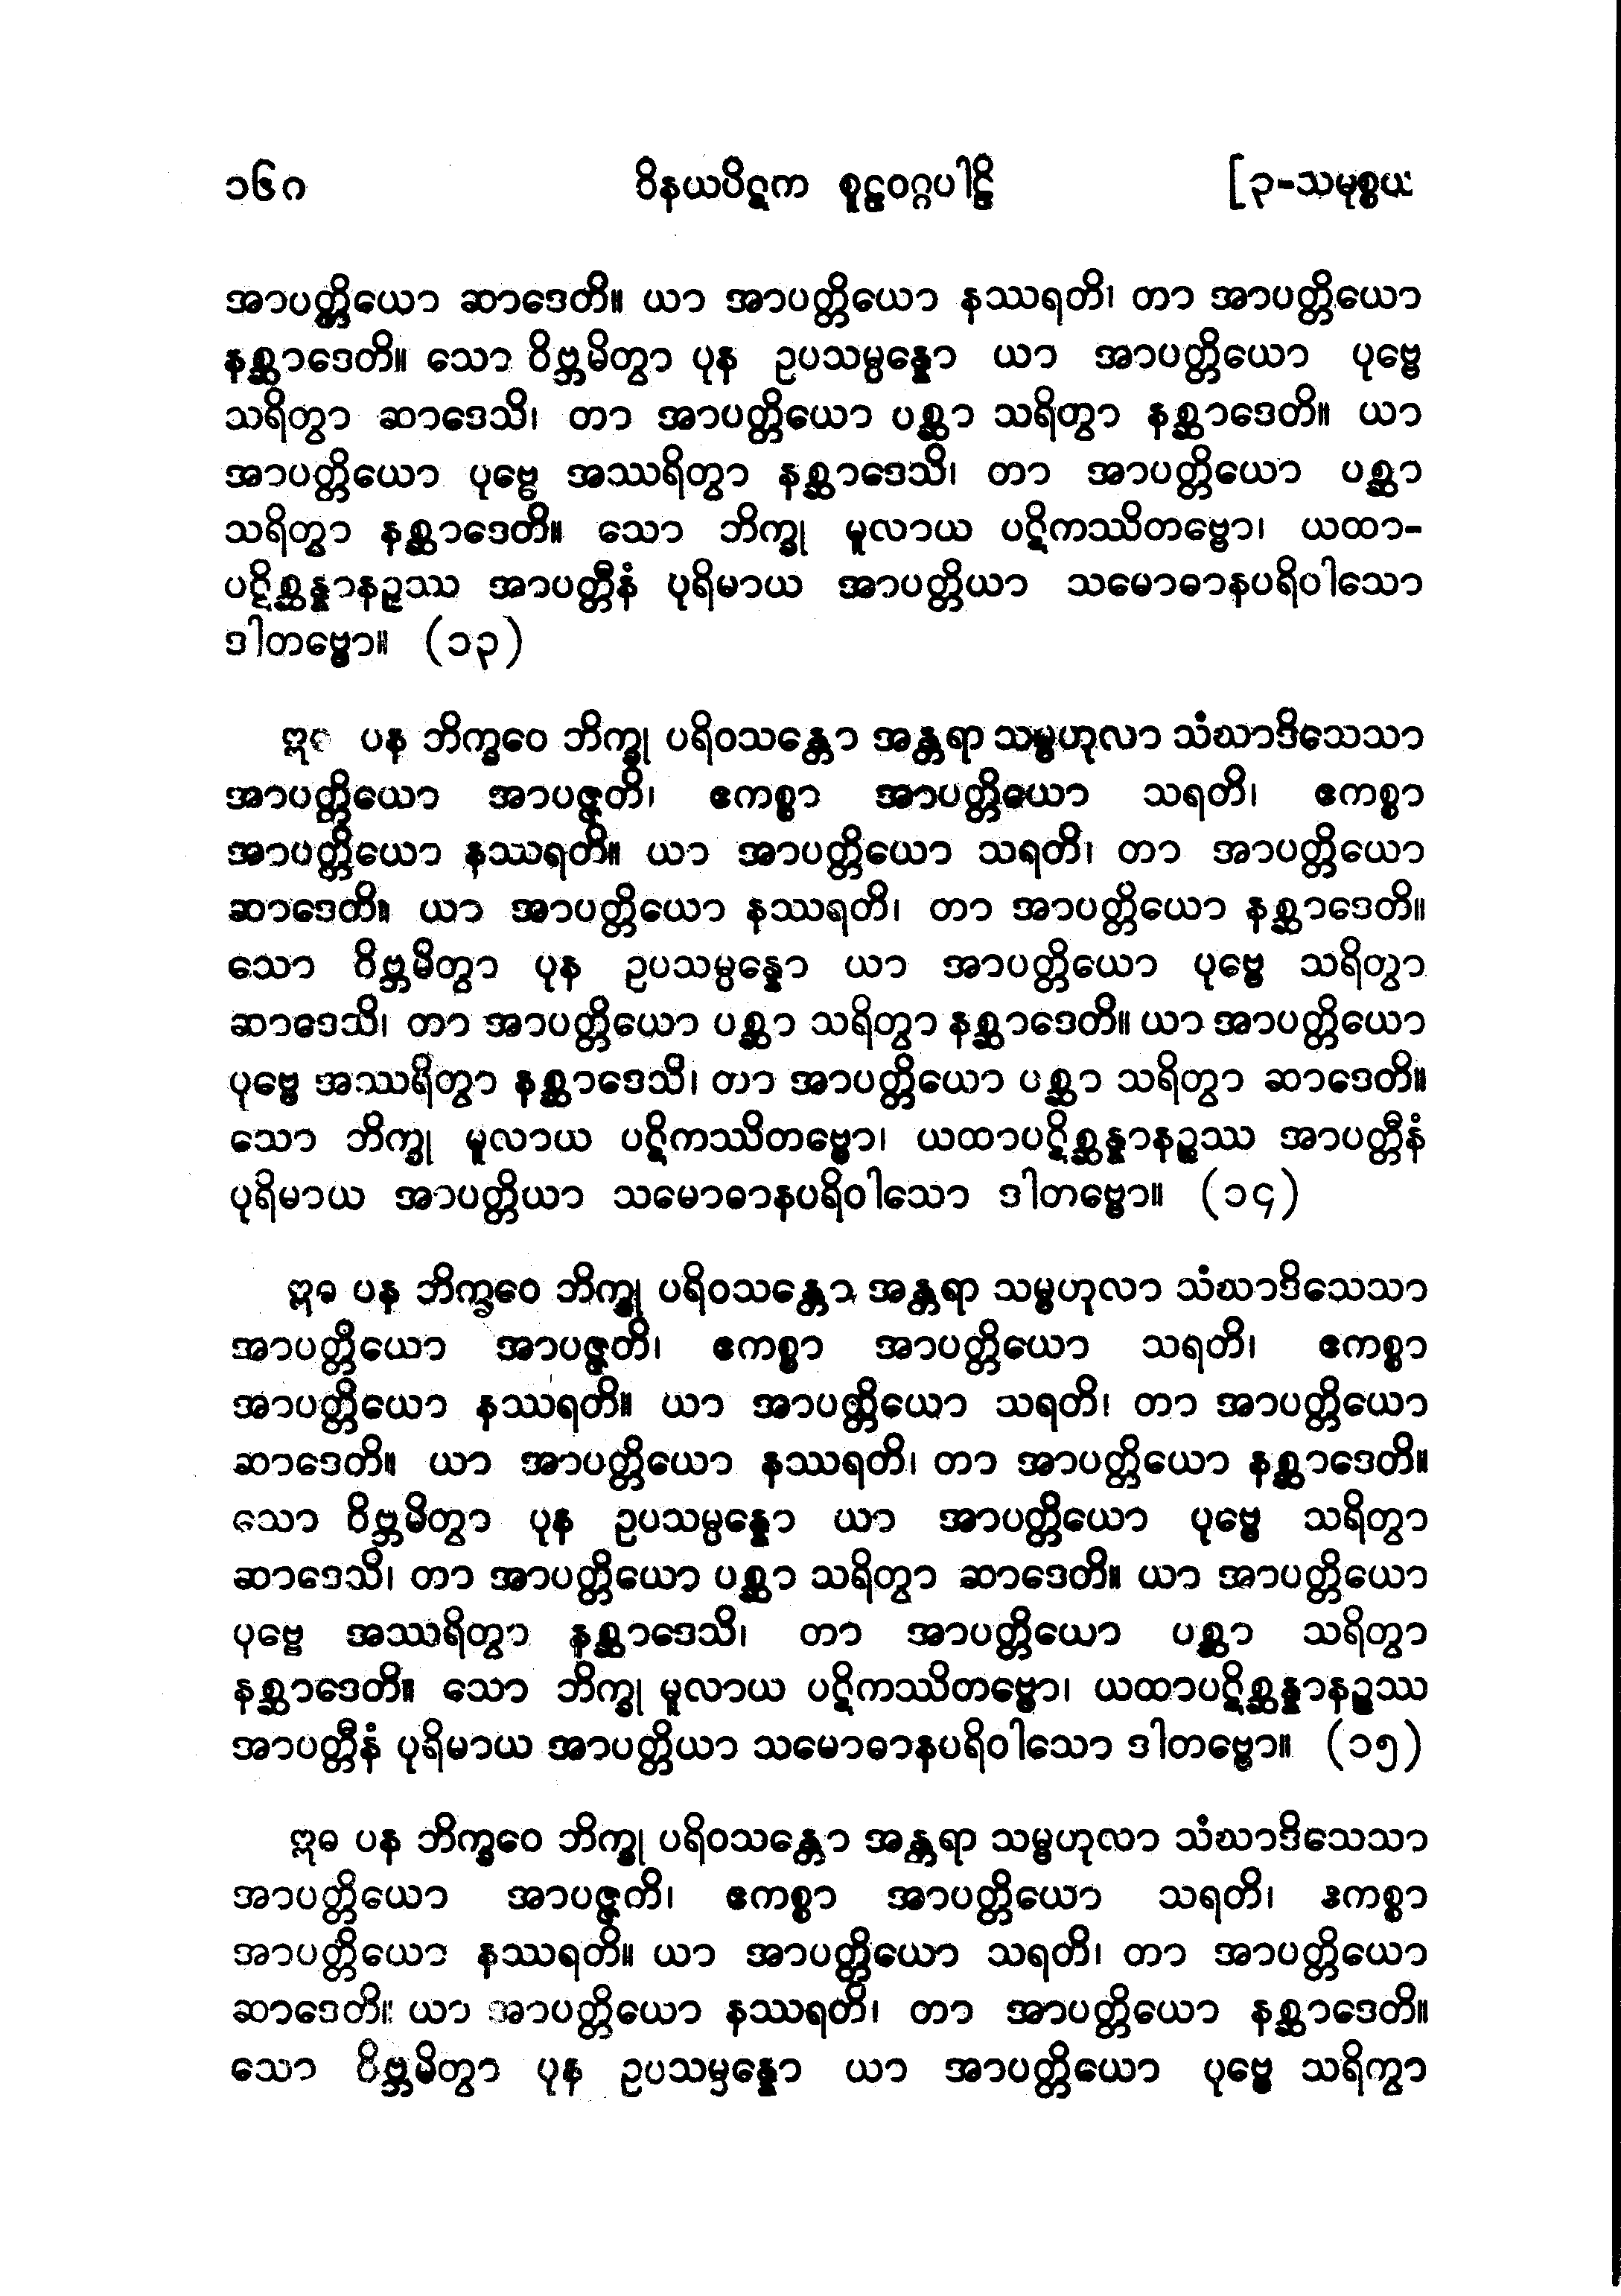 ၁၆၈ ဝိနယပိဋက စူဠဝဂ္ဂပါဠိ [၃-သမုစ္စယ
အာပတ္တိယော ဆာဒေတိ။ ယာ အာပတ္တိယော နဿရတိ၊ တာ အာပတ္တိယော
နစ္ဆာဒေတိ။ သော ဝိဗ္ဘမိတွာ ပုန ဥပသမ္ပန္နော ယာ အာပတ္တိယော ပုဗ္ဗေ
သရိတွာ ဆာဒေသိ၊ တာ အာပတ္တိယော ပစ္ဆာ သရိတွာ နစ္ဆာဒေတိ။ ယာ
အာပတ္တိယော ပုဗ္ဗေ အဿရိတွာ နစ္ဆာဒေသိ၊ တာ အာပတ္တိယော ပစ္ဆာ
သရိတွာ နစ္ဆာဒေတိ။ သော ဘိက္ခု မူလာယ ပဋိကဿိတဗ္ဗော၊ ယထာ-
ပဋိစ္ဆန္နာနဉ္စဿ အာပတ္တီနံ ပုရိမာယ အာပတ္တိယာ သမောဓာနပရိဝါသော
ဒါတဗ္ဗော။ (၁၃)
ဣဓ ပန ဘိက္ခဝေ ဘိက္ခု ပရိဝသန္တော အန္တရာ သမ္ဗဟုလာ သံဃာဒိသေသာ
အာပတ္တိယော အာပဇ္ဇတိ၊ ဧကစ္စာ အာပတ္တိယော သရတိ၊ ဧကစ္စာ
အာပတ္တိယော နဿရတိ။ ယာ အာပတ္တိယော သရတိ၊ တာ အာပတ္တိယော
ဆာဒေတိ။ ယာ အာပတ္တိယော နဿရတိ၊ တာ အာပတ္တိယော နစ္ဆာဒေတိ။
သော ဝိဗ္ဘမိတွာ ပုန ဥပသမ္ပန္နော ယာ အာပတ္တိယော ပုဗ္ဗေ သရိတွာ
ဆာဒေသိ၊ တာ အာပတ္တိယော ပစ္ဆာ သရိတွာ နစ္ဆာဒေတိ။ ယာ အာပတ္တိယော
ပုဗ္ဗေ အဿရိတွာ နစ္ဆာဒေသိ၊ တာ အာပတ္တိယော ပစ္ဆာ သရိတွာ ဆာဒေတိ။
သော ဘိက္ခု မူလာယ ပဋိကဿိတဗ္ဗော၊ ယထာပဋိစ္ဆန္နာနဉ္စဿ အာပတ္တီနံ
ပုရိမာယ အာပတ္တိယာ သမောဓာနပရိဝါသော ဒါတဗ္ဗော။ (၁၄)
ဣဓ ပန ဘိက္ခဝေ ဘိက္ခု ပရိဝသန္တော အန္တရာ သမ္ဗဟုလာ သံဃာဒိသေသာ
အာပတ္တိယော အာပဇ္ဇတိ၊ ဧကစ္စာ အာပတ္တိယော သရတိ၊ ဧကစ္စာ
အာပတ္တိယော နဿရတိ။ ယာ အာပတ္တိယော သရတိ၊ တာ အာပတ္တိယော
ဆာဒေတိ။ ယာ အာပတ္တိယော နဿရတိ၊ တာ အာပတ္တိယော နစ္ဆာဒေတိ။
သော ဝိဗ္ဘမိတွာ ပုန ဥပသမ္ပန္နော ယာ အာပတ္တိယော ပုဗ္ဗေ သရိတွာ
ဆာဒေသိ၊ တာ အာပတ္တိယော ပစ္ဆာ သရိတွာ ဆာဒေတိ။ ယာ အာပတ္တိယော
ပုဗ္ဗေ အဿရိတွာ နစ္ဆာဒေသိ၊ တာ အာပတ္တိယော ပစ္ဆာ သရိတွာ
နစ္ဆာဒေတိ။ သော ဘိက္ခု မူလာယ ပဋိကဿိတဗ္ဗော၊ ယထာပဋိစ္ဆန္နာနဉ္စဿ
အာပတ္တီနံ ပုရိမာယ အာပတ္တိယာ သမောဓာနပရိဝါသော ဒါတဗ္ဗော။ (၁၅)
ဣဓ ပန ဘိက္ခဝေ ဘိက္ခု ပရိဝသန္တော အန္တရာ သမ္ဗဟုလာ သံဃာဒိသေသာ
အာပတ္တိယော အာပဇ္ဇတိ၊ ဧကစ္စာ အာပတ္တိယော သရတိ၊ ဧကစ္စာ
အာပတ္တိယော နဿရတိ။ ယာ အာပတ္တိယော သရတိ၊ တာ အာပတ္တိယော
ဆာဒေတိ။ ယာ အာပတ္တိယော နဿရတိ၊ တာ အာပတ္တိယော နစ္ဆာဒေတိ။
သော ဝိဗ္ဘမိတွာ ပုန ဥပသမ္ပန္နော ယာ အာပတ္တိယော ပုဗ္ဗေ သရိတွာ